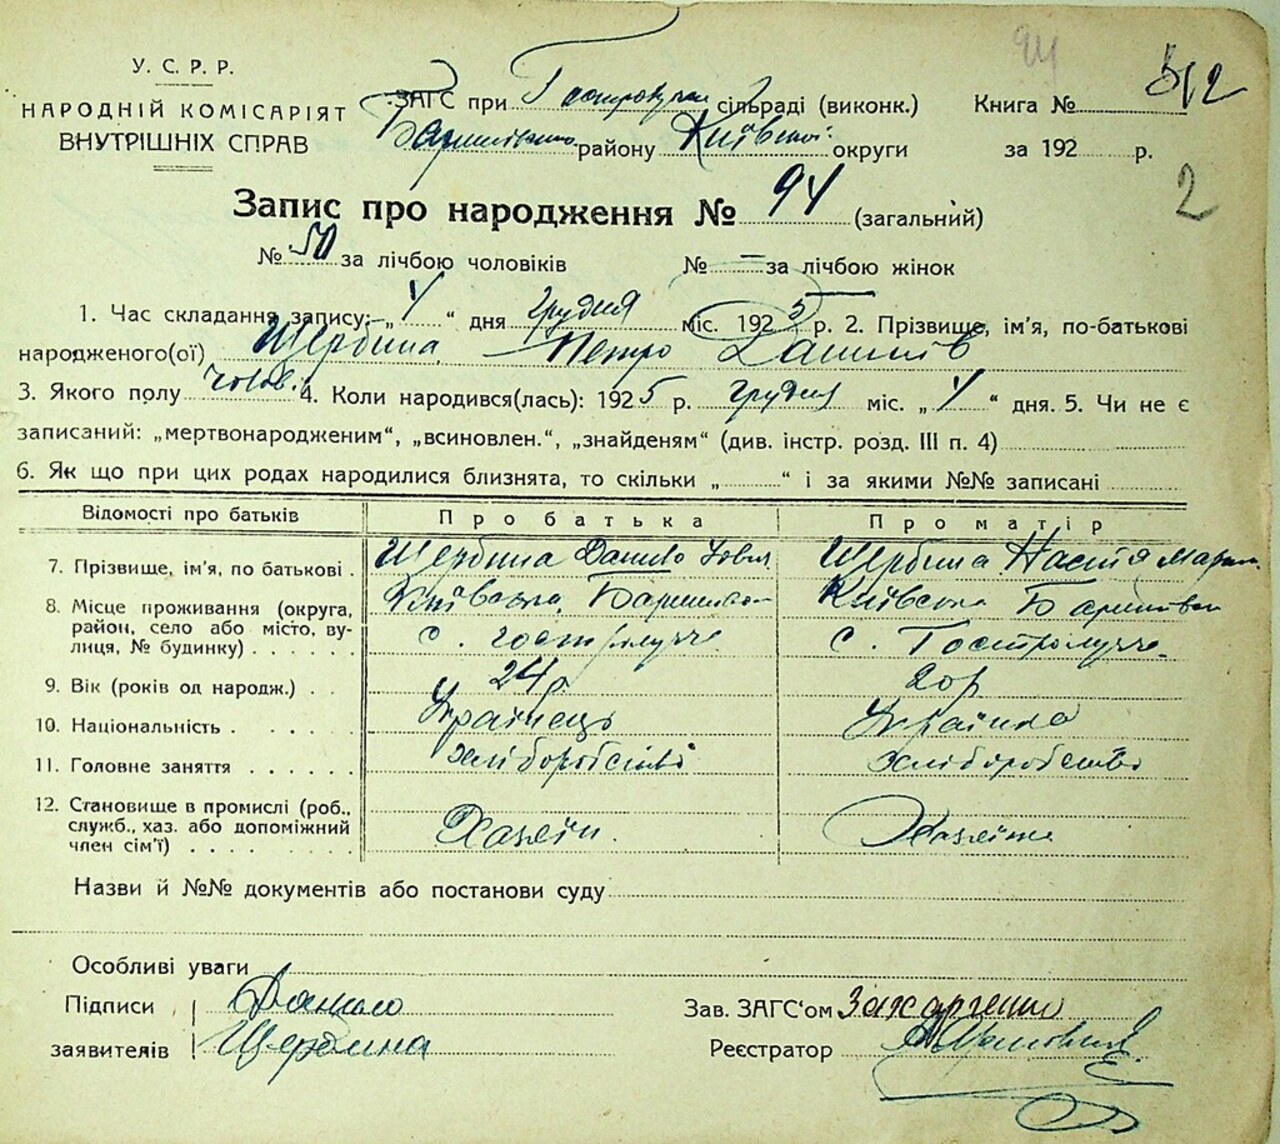 У. С. Р. Р.
НАРОДНІЙ КОМІСАРІЯТ
ВНУТРІШНІХ СПРАВ
ЗАГС при сільраді (виконк.)
району Київської округи
Книга № 5/2
за 192 р.
94
2
Запис про народження № 94 (загальний)
№ 50 за лічбою чоловіків № — за лічбою жінок
1. Час складання запису: „ 4 “ дня грудня міс. 1925 р. 2. Прізвище, ім'я, по-батькові
народженого(ої) Щербина Петро Данилів
3. Якого полу чолов. 4. Коли народився(лась): 1925 р. грудня міс. „ 4 “ дня. 5. Чи не є
записаний: „мертвонародженим“, „всиновлен.“, „знайденям“ (див. інстр. розд. III п. 4)
6. Як що при цих родах народилися близнята, то скільки „ “ і за якими №№ записані
Відомості про батьків Про батька Про матір
7. Прізвище, ім'я, по батькові . Щербина Данило Щербина Настя
8. Місце проживання (округа, район, село або місто, вулиця, № будинку) . . . . . .
Київська Київська
с. Гостролучче с. Гостролучче
9. Вік (років од народж.) . . 24 р. 20 р
10. Національність . . . . . Українець Українка
11. Головне заняття . . . . . . хліборобство хліборобство
12. Становище в промислі (роб., служб., хаз. або допоміжний член сім'ї) . . . . . .
Хазяїн. Хазяїнка
Назви й №№ документів або постанови суду
Особливі уваги
Підписи Данило Зав. ЗАГС'ом Захарченко
заявителів Щербина Реєстратор